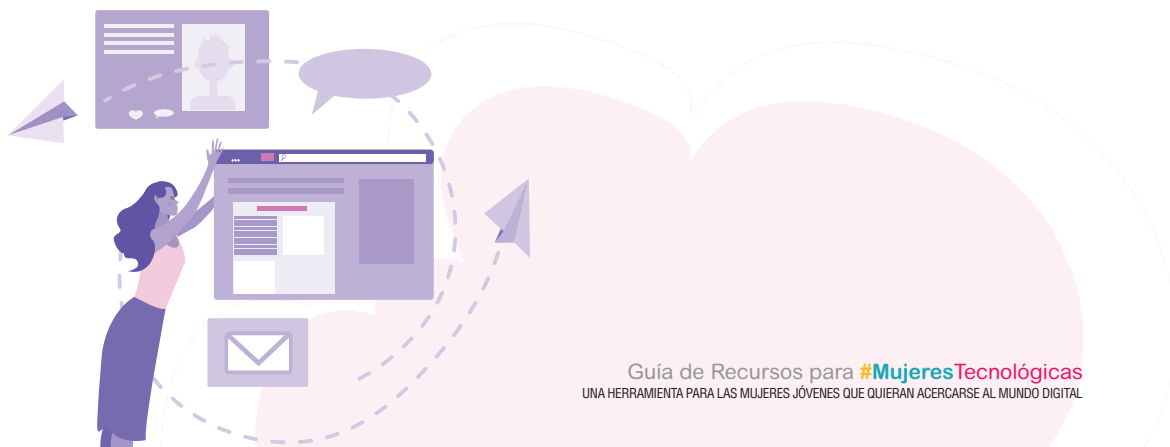 Guía de Recursos para #MujeresTecnológicas
UNA HERRAMIENTA PARA LAS MUJERES JÓVENES QUE QUIERAN ACERCARSE AL MUNDO DIGITAL